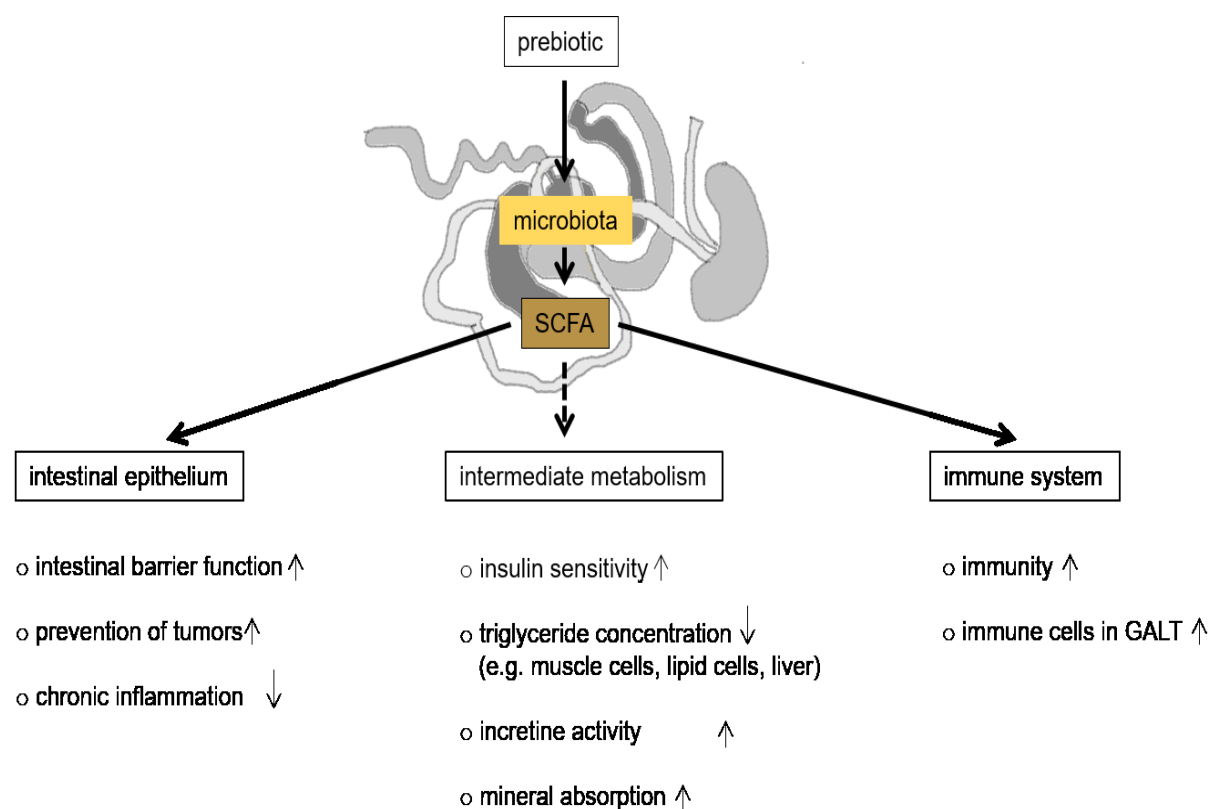 prebiotic
microbiota
SCFA
intestinal epithelium
o intestinal barrier function ↑
o prevention of tumors ↑
o chronic inflammation ↓
intermediate metabolism
o insulin sensitivity ↑
o triglyceride concentration ↓
(e.g. muscle cells, lipid cells, liver)
o incretine activity ↑
o mineral absorption ↑
immune system
o immunity ↑
o immune cells in GALT ↑